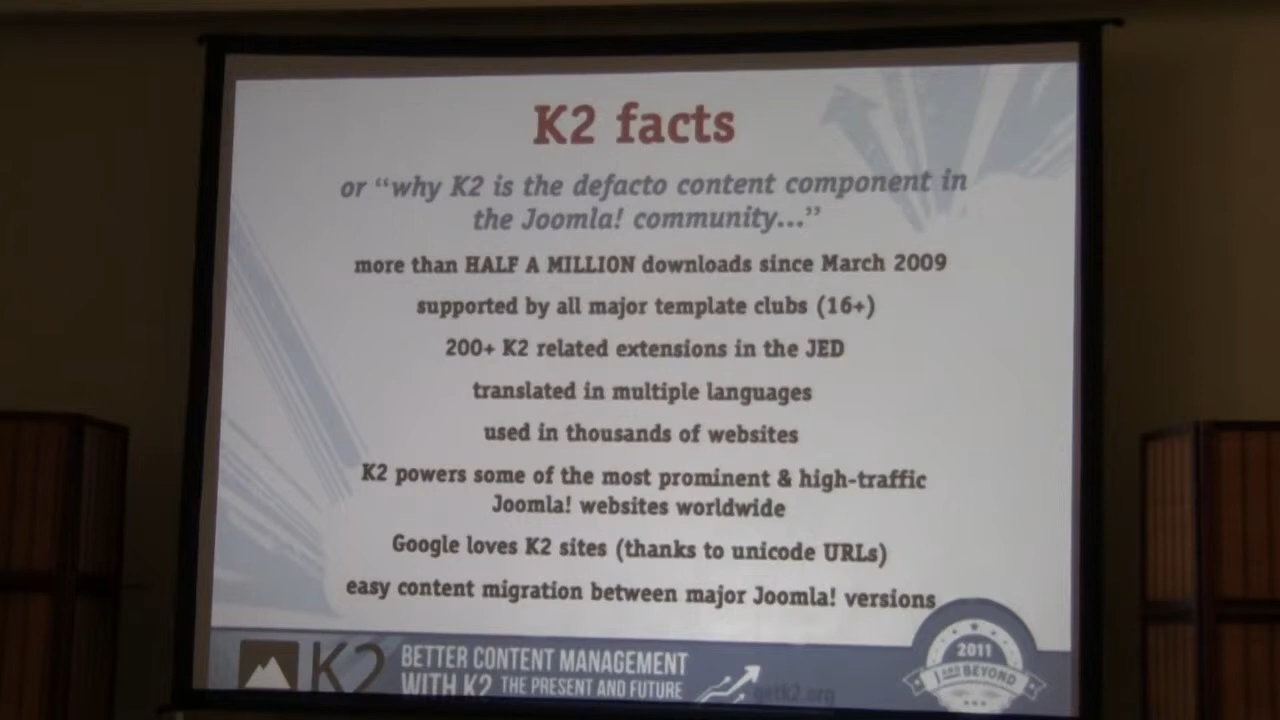 K2 facts
or “why K2 is the defacto content component in
the Joomla! community...”
more than HALF A MILLION downloads since March 2009
supported by all major template clubs (16+)
200+ K2 related extensions in the JED
translated in multiple languages
used in thousands of websites
K2 powers some of the most prominent & high-traffic
Joomla! websites worldwide
Google loves K2 sites (thanks to unicode URLs)
easy content migration between major Joomla! versions
K2
BETTER CONTENT MANAGEMENT
WITH K2 THE PRESENT AND FUTURE
getk2.org
2011
J AND BEYOND